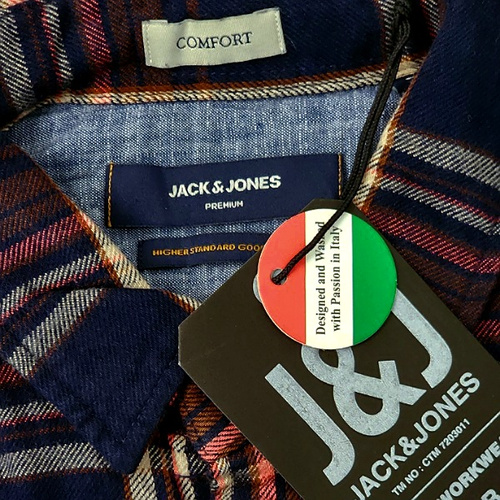 COMFORT
JACK&JONES
PREMIUM
HIGHER STANDARD GOO
Designed and Washed
with Passion in Italy
J&J
JACK&JONES
TM NO - CTM 7203011
WORKWE